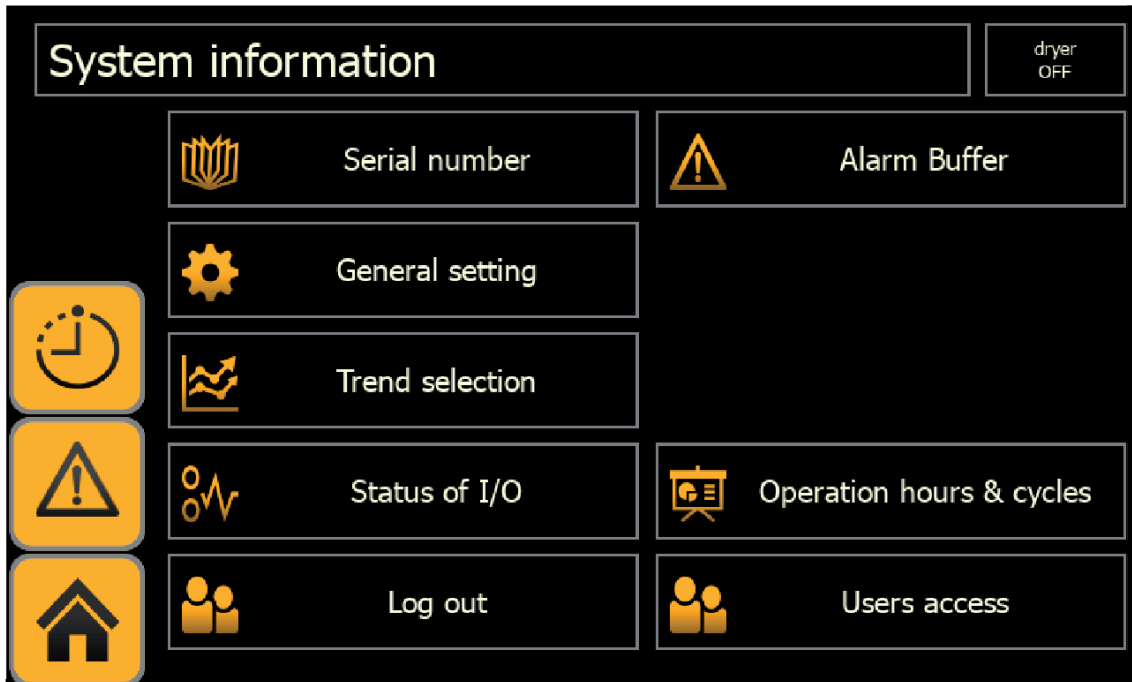 System information
dryer
OFF
Serial number
Alarm Buffer
General setting
Trend selection
Status of I/O
Operation hours & cycles
Log out
Users access